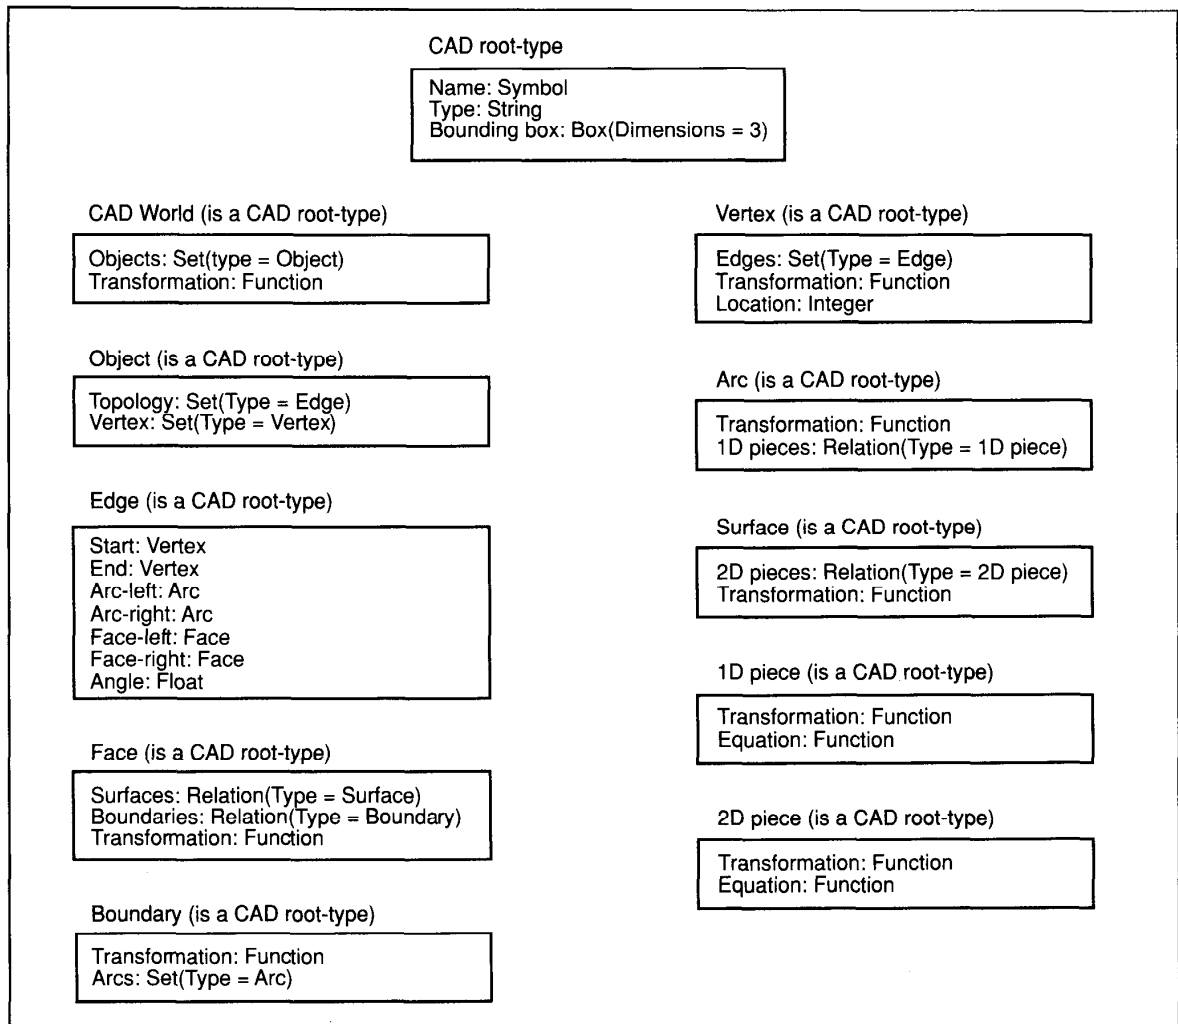 CAD root-type
Name: Symbol
Type: String
Bounding box: Box(Dimensions = 3)
CAD World (is a CAD root-type)
Objects: Set(type = Object)
Transformation: Function
Object (is a CAD root-type)
Topology: Set(Type = Edge)
Vertex: Set(Type = Vertex)
Edge (is a CAD root-type)
Start: Vertex
End: Vertex
Arc-left: Arc
Arc-right: Arc
Face-left: Face
Face-right: Face
Angle: Float
Face (is a CAD root-type)
Surfaces: Relation(Type = Surface)
Boundaries: Relation(Type = Boundary)
Transformation: Function
Boundary (is a CAD root-type)
Transformation: Function
Arcs: Set(Type = Arc)
Vertex (is a CAD root-type)
Edges: Set(Type = Edge)
Transformation: Function
Location: Integer
Arc (is a CAD root-type)
Transformation: Function
1D pieces: Relation(Type = 1D piece)
Surface (is a CAD root-type)
2D pieces: Relation(Type = 2D piece)
Transformation: Function
1D piece (is a CAD root-type)
Transformation: Function
Equation: Function
2D piece (is a CAD root-type)
Transformation: Function
Equation: Function